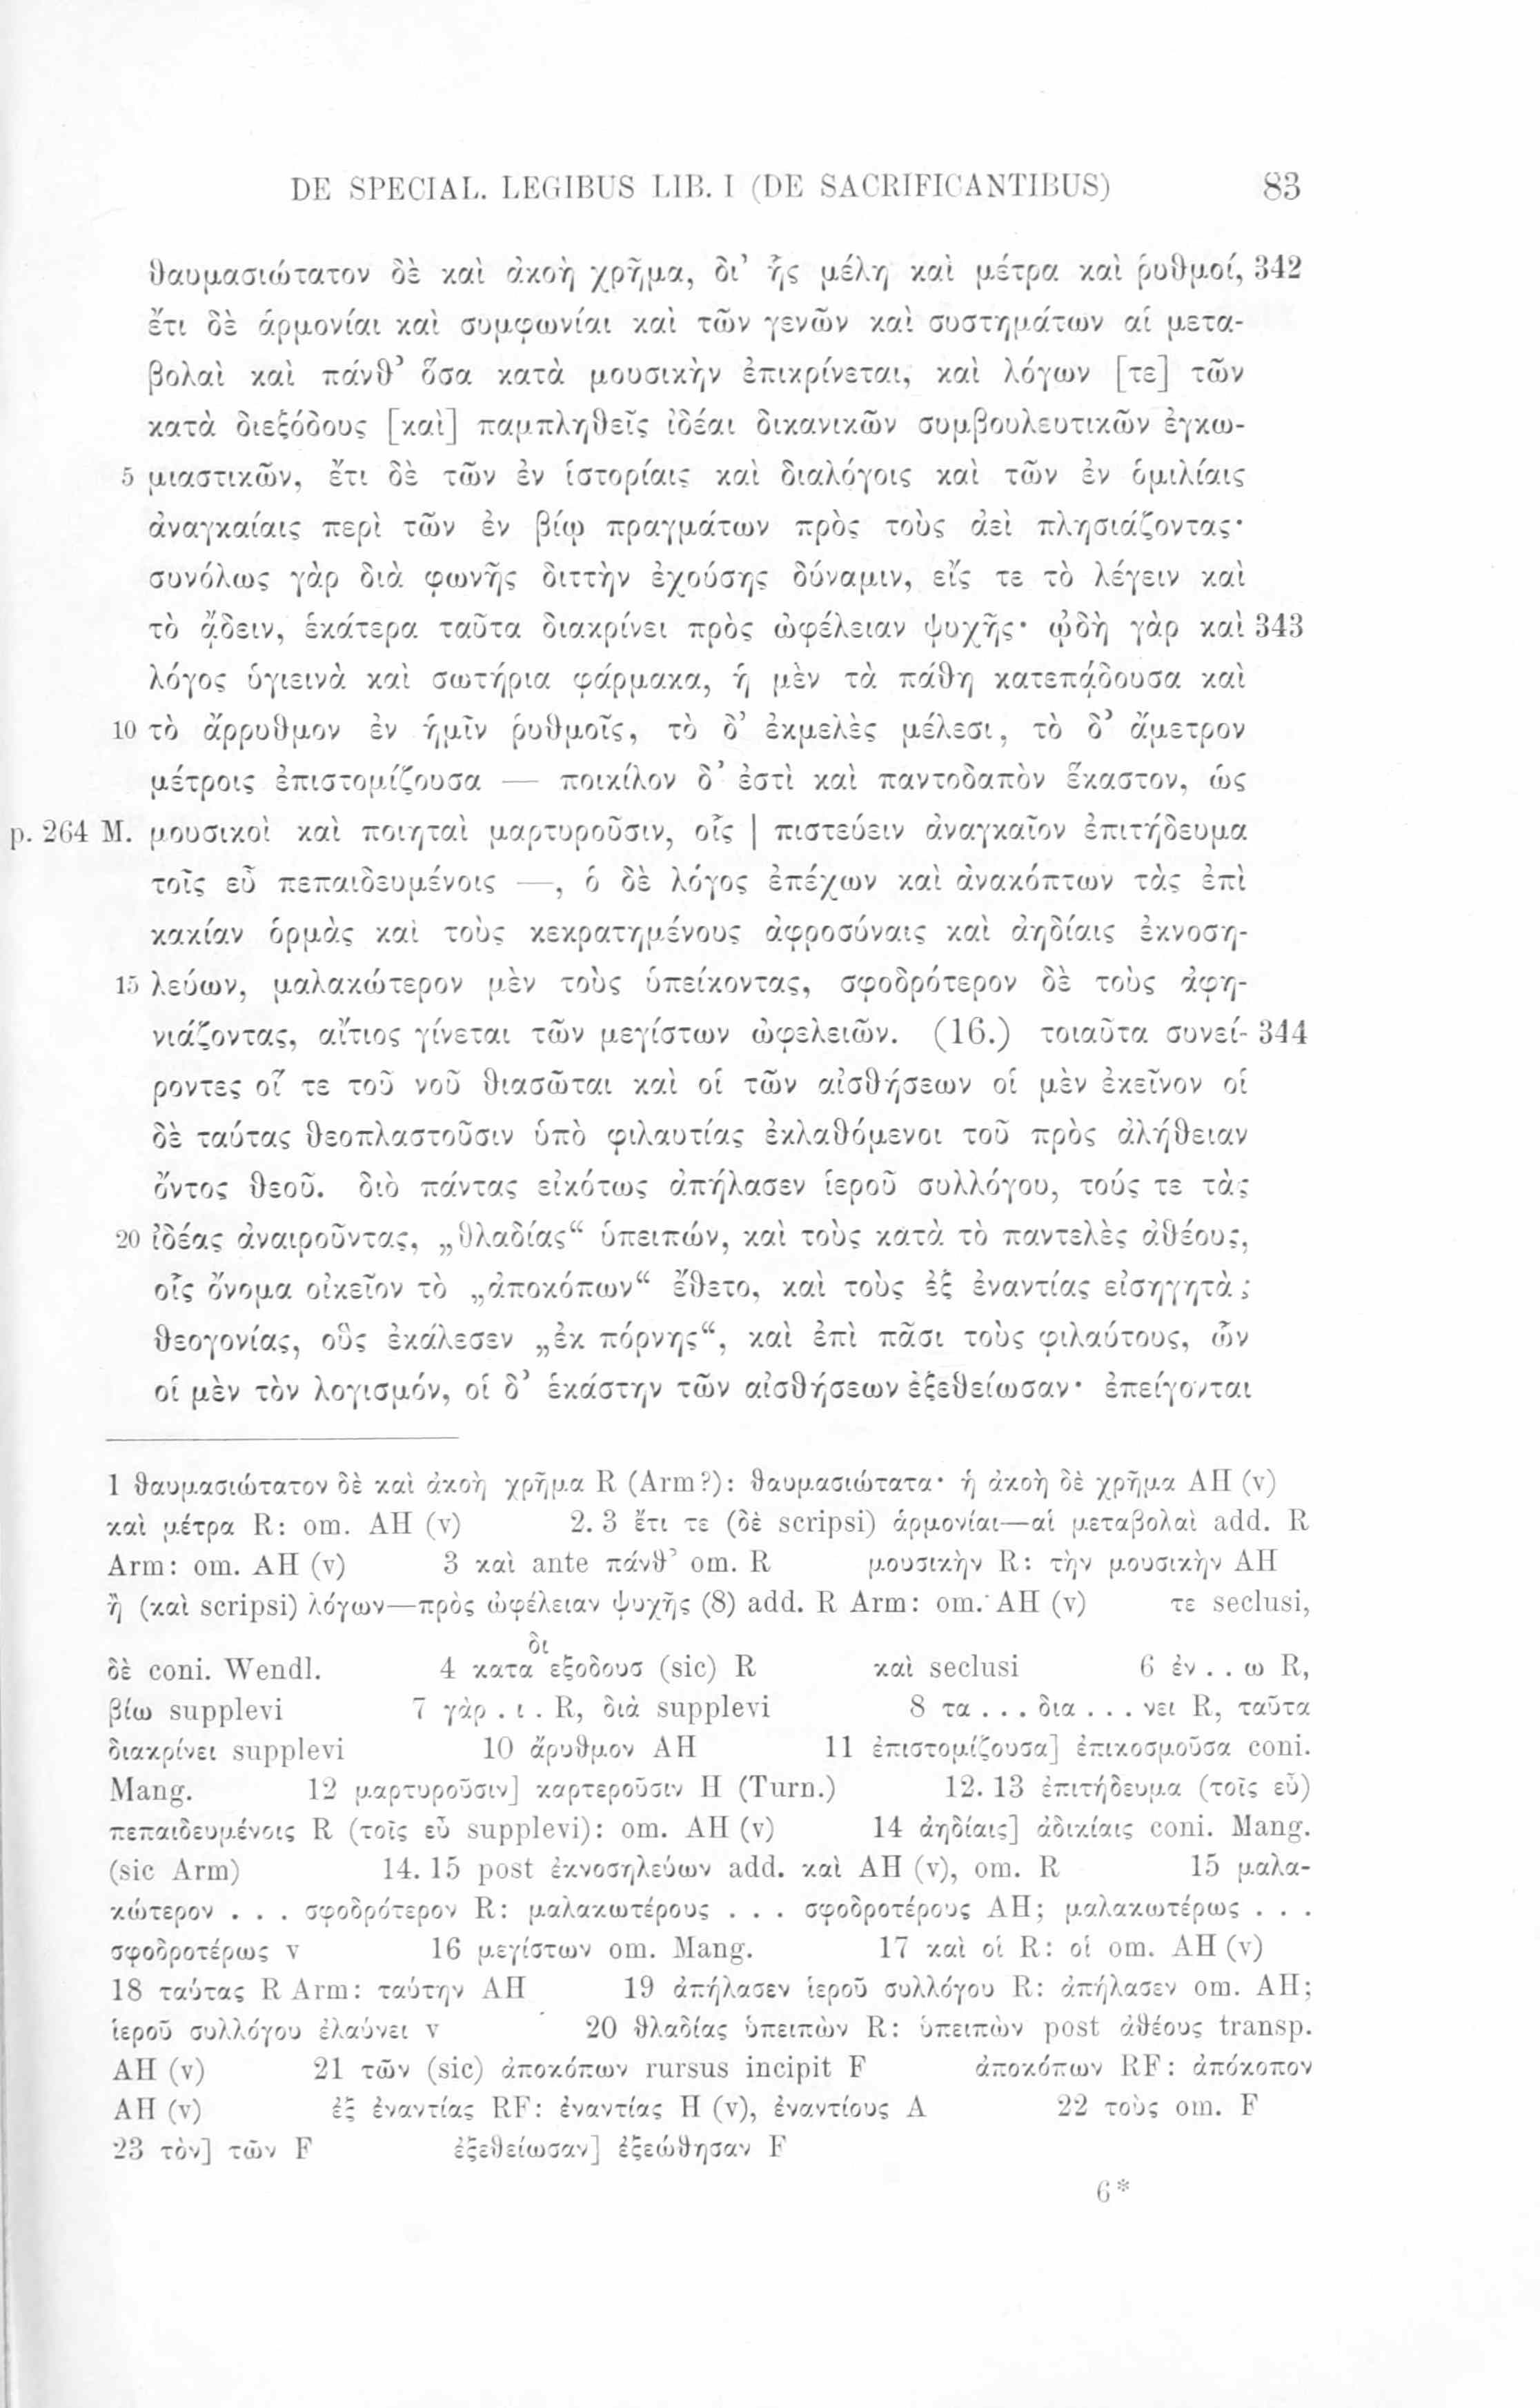 DE SPECIAL. LEGIBUS LIB. I (DE SACRIFICANTIBUS) 83
θαυμασιώτατον δὲ καὶ ἀκοὴ χρῆμα, δι’ ἧς μέλη καὶ μέτρα καὶ ῥυθμοί, 342
ἔτι δὲ ἁρμονίαι καὶ συμφωνίαι καὶ τῶν γενῶν καὶ συστημάτων αἱ μετα-
βολαὶ καὶ πάνθ’ ὅσα κατὰ μουσικὴν ἐπικρίνεται, καὶ λόγων [τε] τῶν
κατὰ διεξόδους [καὶ] παμπληθεῖς ἰδέαι δικανικῶν συμβουλευτικῶν ἐγκω-
5 μιαστικῶν, ἔτι δὲ τῶν ἐν ἱστορίαις καὶ διαλόγοις καὶ τῶν ἐν ὁμιλίαις
ἀναγκαίαις περὶ τῶν ἐν βίῳ πραγμάτων πρὸς τοὺς ἀεὶ πλησιάζοντας·
συνόλως γὰρ διὰ φωνῆς διττὴν ἐχούσης δύναμιν, εἴς τε τὸ λέγειν καὶ
τὸ ᾄδειν, ἑκάτερα ταῦτα διακρίνει πρὸς ὠφέλειαν ψυχῆς· ᾠδὴ γὰρ καὶ 343
λόγος ὑγιεινὰ καὶ σωτήρια φάρμακα, ἡ μὲν τὰ πάθη κατεπᾴδουσα καὶ
10 τὸ ἄρρυθμον ἐν ἡμῖν ῥυθμοῖς, τὸ δ’ ἐκμελὲς μέλεσι, τὸ δ’ ἄμετρον
μέτροις ἐπιστομίζουσα — ποικίλον δ’ ἐστὶ καὶ παντοδαπὸν ἕκαστον, ὡς
p. 264 M. μουσικοὶ καὶ ποιηταὶ μαρτυροῦσιν, οἷς | πιστεύειν ἀναγκαῖον ἐπιτήδευμα
τοῖς εὖ πεπαιδευμένοις —, ὁ δὲ λόγος ἐπέχων καὶ ἀνακόπτων τὰς ἐπὶ
κακίαν ὁρμὰς καὶ τοὺς κεκρατημένους ἀφροσύναις καὶ ἀηδίαις ἐκνοση-
15 λεύων, μαλακώτερον μὲν τοὺς ὑπείκοντας, σφοδρότερον δὲ τοὺς ἀφη-
νιάζοντας, αἴτιος γίνεται τῶν μεγίστων ὠφελειῶν. (16.) τοιαῦτα συνεί- 344
ροντες οἵ τε τοῦ νοῦ θιασῶται καὶ οἱ τῶν αἰσθήσεων οἱ μὲν ἐκεῖνον οἱ
δὲ ταύτας θεοπλαστοῦσιν ὑπὸ φιλαυτίας ἐκλαθόμενοι τοῦ πρὸς ἀλήθειαν
ὄντος θεοῦ. διὸ πάντας εἰκότως ἀπήλασεν ἱεροῦ συλλόγου, τούς τε τὰς
20 ἰδέας ἀναιροῦντας, „θλαδίας“ ὑπειπών, καὶ τοὺς κατὰ τὸ παντελὲς ἀθέους,
οἷς ὄνομα οἰκεῖον τὸ „ἀποκόπων“ ἔθετο, καὶ τοὺς ἐξ ἐναντίας εἰσηγητὰς
θεογονίας, οὓς ἐκάλεσεν „ἐκ πόρνης“, καὶ ἐπὶ πᾶσι τοὺς φιλαύτους, ὧν
οἱ μὲν τὸν λογισμόν, οἱ δ’ ἑκάστην τῶν αἰσθήσεων ἐξεθείωσαν· ἐπείγονται
1 θαυμασιώτατον δὲ καὶ ἀκοὴ χρῆμα R (Arm?): θαυμασιώτατα· ἡ ἀκοὴ δὲ χρῆμα AH (v)
καὶ μέτρα R: om. AH (v) 2. 3 ἔτι τε (δὲ scripsi) ἁρμονίαι—αἱ μεταβολαὶ add. R
Arm: om. AH (v) 3 καὶ ante πάνθ’ om. R μουσικὴν R: τὴν μουσικὴν AH
ἢ (καὶ scripsi) λόγων—πρὸς ὠφέλειαν ψυχῆς (8) add. R Arm: om. AH (v) τε seclusi,
δι
δὲ coni. Wendl. 4 κατα εξοδουσ (sic) R καὶ seclusi 6 ἐν . . ω R,
βίω supplevi 7 γὰρ . ι . R, διὰ supplevi 8 τα . . . δια . . . νει R, ταῦτα
διακρίνει supplevi 10 ἄρυθμον AH 11 ἐπιστομίζουσα] ἐπικοσμοῦσα coni.
Mang. 12 μαρτυροῦσιν] καρτεροῦσιν H (Turn.) 12. 13 ἐπιτήδευμα (τοῖς εὖ)
πεπαιδευμένοις R (τοῖς εὖ supplevi): om. AH (v) 14 ἀηδίαις] ἀδικίαις coni. Mang.
(sic Arm) 14. 15 post ἐκνοσηλεύων add. καὶ AH (v), om. R 15 μαλα-
κώτερον . . . σφοδρότερον R: μαλακωτέρους . . . σφοδροτέρους AH; μαλακωτέρως . . .
σφοδροτέρως v 16 μεγίστων om. Mang. 17 καὶ οἱ R: οἱ om. AH (v)
18 ταύτας R Arm: ταύτην AH 19 ἀπήλασεν ἱεροῦ συλλόγου R: ἀπήλασεν om. AH;
ἱεροῦ συλλόγου ἐλαύνει v 20 θλαδίας ὑπειπὼν R: ὑπειπὼν post ἀθέους transp.
AH (v) 21 τῶν (sic) ἀποκόπων rursus incipit F ἀποκόπων RF: ἀπόκοπον
AH (v) ἐξ ἐναντίας RF: ἐναντίας H (v), ἐναντίους A 22 τοὺς om. F
23 τὸν] τῶν F ἐξεθείωσαν] ἐξεώθησαν F
6*